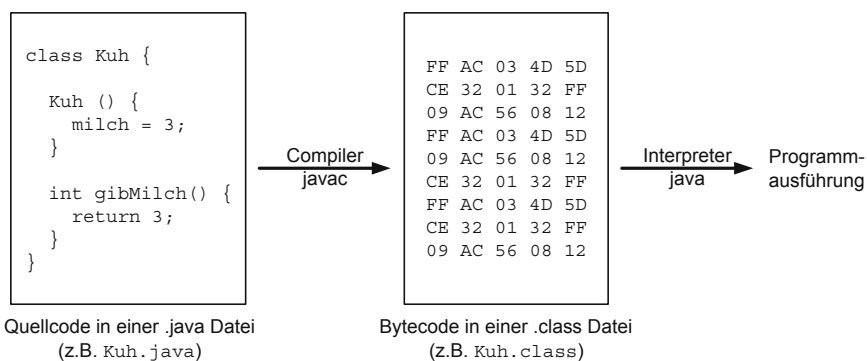 class Kuh {
Kuh () {
milch = 3;
}
int gibMilch() {
return 3;
}
}
Quellcode in einer .java Datei
(z.B. Kuh.java)
Compiler
javac
FF AC 03 4D 5D
CE 32 01 32 FF
09 AC 56 08 12
FF AC 03 4D 5D
09 AC 56 08 12
CE 32 01 32 FF
FF AC 03 4D 5D
CE 32 01 32 FF
09 AC 56 08 12
Bytecode in einer .class Datei
(z.B. Kuh.class)
Interpreter
java
Programm-
ausführung